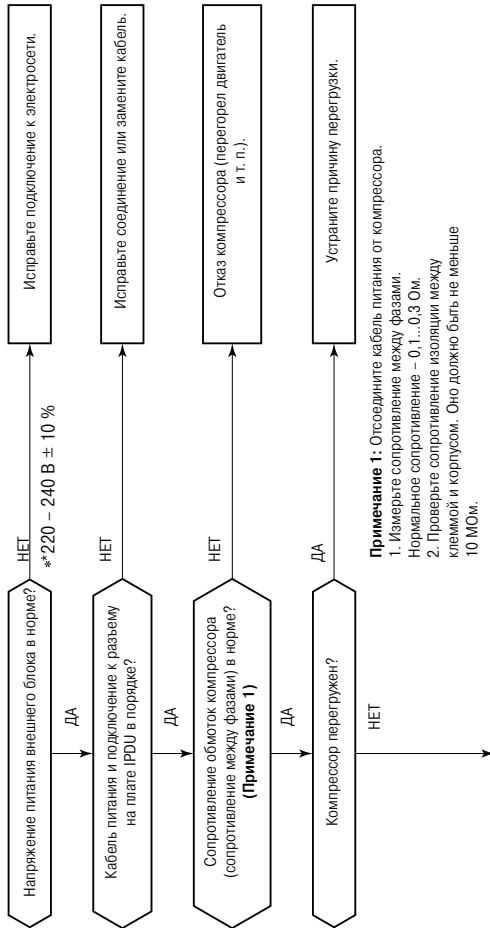 Напряжение питания внешнего блока в норме?
НЕТ
**220 – 240 В ± 10 %
Исправьте подключение к электросети.
ДА
Кабель питания и подключение к разъему
на плате IPDU в порядке?
НЕТ
Исправьте соединение или замените кабель.
ДА
Сопротивление обмоток компрессора
(сопротивление между фазами) в норме?
(Примечание 1)
НЕТ
Отказ компрессора (перегорел двигатель
и т. п.).
ДА
Компрессор перегружен?
ДА
Устраните причину перегрузки.
НЕТ
Примечание 1: Отсоедините кабель питания от компрессора.
1. Измерьте сопротивление между фазами.
Нормальное сопротивление – 0,1...0,3 Ом.
2. Проверьте сопротивление изоляции между
клеммой и корпусом. Оно должно быть не меньше
10 МОм.